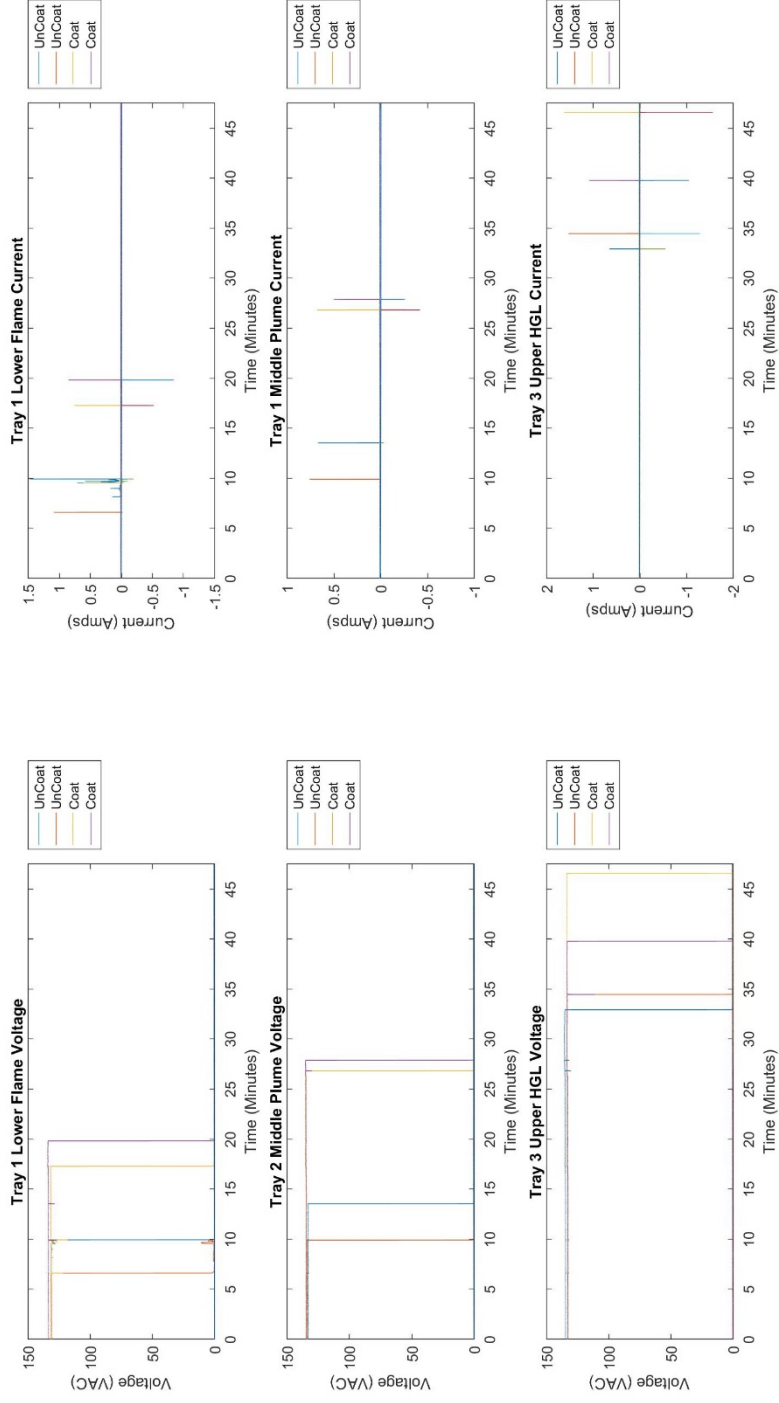 Tray 1 Lower Flame Voltage
150
100
50
0
Voltage (VAC)
0 5 10 15 20 25 30 35 40 45
Time (Minutes)
UnCoat
UnCoat
Coat
Coat
Tray 1 Lower Flame Current
1.5
1
0.5
0
-0.5
-1
-1.5
Current (Amps)
0 5 10 15 20 25 30 35 40 45
Time (Minutes)
UnCoat
UnCoat
Coat
Coat
Tray 2 Middle Plume Voltage
150
100
50
0
Voltage (VAC)
0 5 10 15 20 25 30 35 40 45
Time (Minutes)
UnCoat
UnCoat
Coat
Coat
Tray 1 Middle Plume Current
1
0.5
0
-0.5
-1
Current (Amps)
0 5 10 15 20 25 30 35 40 45
Time (Minutes)
UnCoat
UnCoat
Coat
Coat
Tray 3 Upper HGL Voltage
150
100
50
0
Voltage (VAC)
0 5 10 15 20 25 30 35 40 45
Time (Minutes)
UnCoat
UnCoat
Coat
Coat
Tray 3 Upper HGL Current
2
1
0
-1
-2
Current (Amps)
0 5 10 15 20 25 30 35 40 45
Time (Minutes)
UnCoat
UnCoat
Coat
Coat